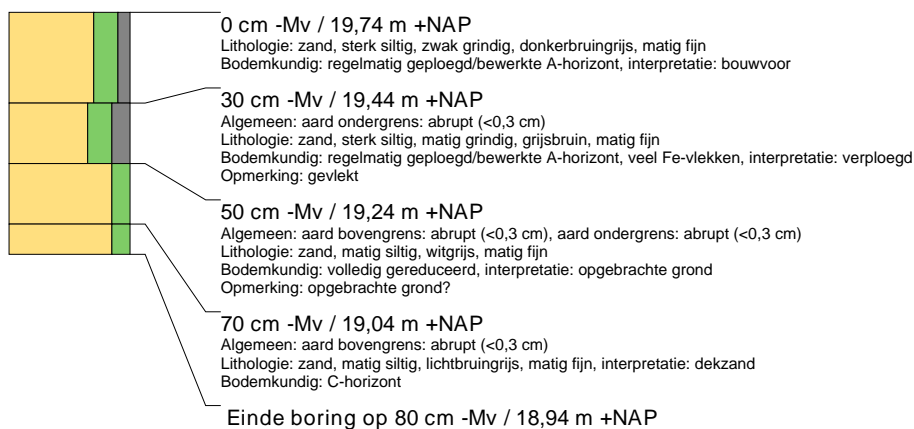 0 cm -Mv / 19,74 m +NAP
Lithologie: zand, sterk siltig, zwak grindig, donkerbruingrijs, matig fijn
Bodemkundig: regelmatig geploegd/bewerkte A-horizont, interpretatie: bouwvoor
30 cm -Mv / 19,44 m +NAP
Algemeen: aard ondergrens: abrupt (<0,3 cm)
Lithologie: zand, sterk siltig, matig grindig, grijsbruin, matig fijn
Bodemkundig: regelmatig geploegd/bewerkte A-horizont, veel Fe-vlekken, interpretatie: verploegd
Opmerking: gevlekt
50 cm -Mv / 19,24 m +NAP
Algemeen: aard bovengrens: abrupt (<0,3 cm), aard ondergrens: abrupt (<0,3 cm)
Lithologie: zand, matig siltig, witgrijs, matig fijn
Bodemkundig: volledig gereduceerd, interpretatie: opgebrachte grond
Opmerking: opgebrachte grond?
70 cm -Mv / 19,04 m +NAP
Algemeen: aard bovengrens: abrupt (<0,3 cm)
Lithologie: zand, matig siltig, lichtbruingrijs, matig fijn, interpretatie: dekzand
Bodemkundig: C-horizont
Einde boring op 80 cm -Mv / 18,94 m +NAP